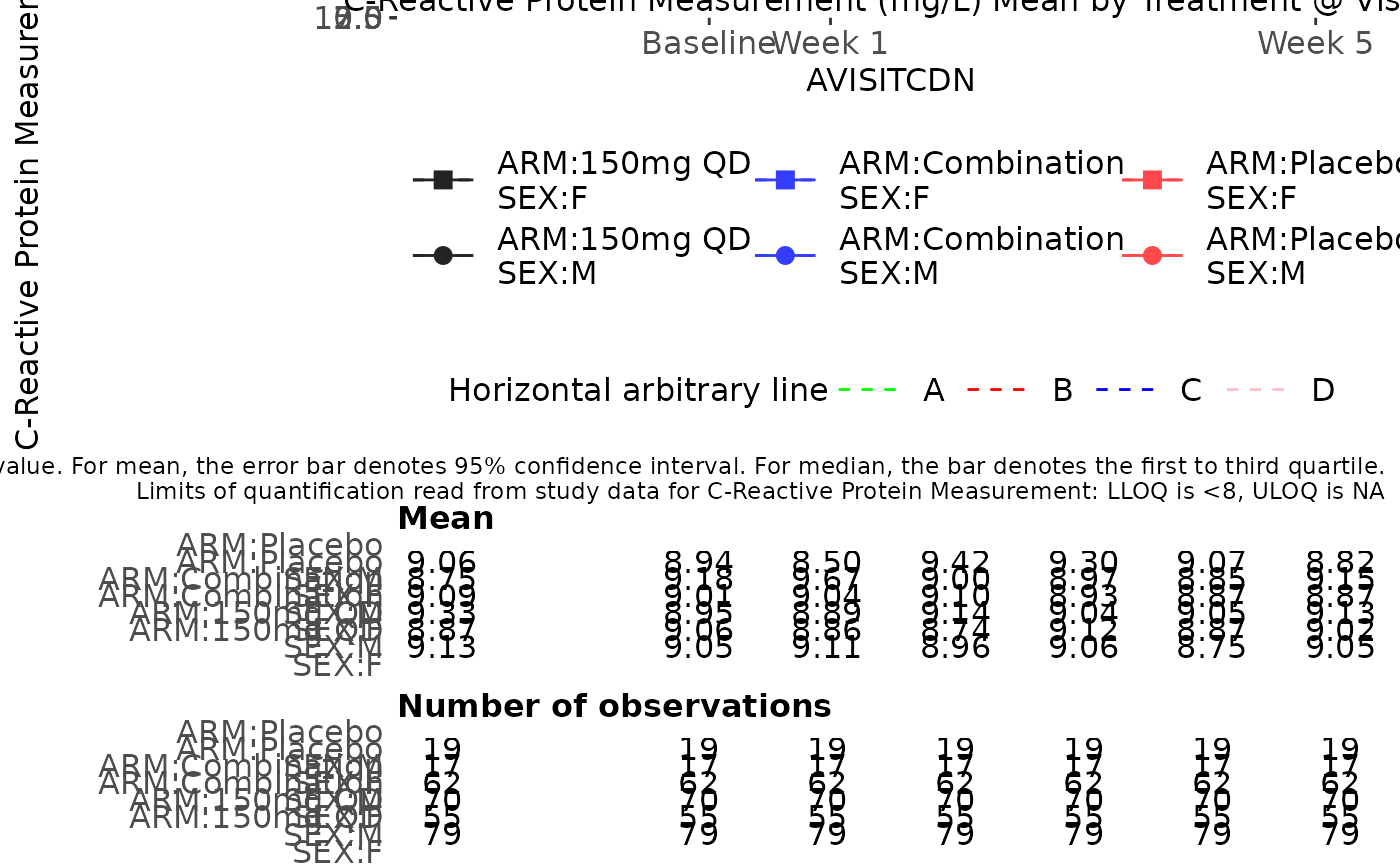 C-Reactive Protein Measurement (mg/L) Mean by Treatment @ Vis
Baseline Week 1 Week 5
AVISITCDN
C-Reactive Protein Measurer
ARM:150mg QD ARM:Combination ARM:Placebo
SEX:F SEX:F SEX:F
ARM:150mg QD ARM:Combination ARM:Placebo
SEX:M SEX:M SEX:M
Horizontal arbitrary line A B C D
value. For mean, the error bar denotes 95% confidence interval. For median, the bar denotes the first to third quartile.
Limits of quantification read from study data for C-Reactive Protein Measurement: LLOQ is <8, ULOQ is NA
Mean
ARM:Placebo
ARM:Placebo 9.06 8.94 8.50 9.42 9.30 9.07 8.82
ARM:Combination SEX:M 8.75 9.18 9.67 9.00 8.97 8.85 9.15
ARM:Combination SEX:F 9.09 9.01 9.04 9.10 8.93 8.87 8.87
ARM:150mg QD SEX:M 9.33 8.95 8.89 9.14 9.04 9.05 9.13
ARM:150mg QD SEX:F 8.87 9.06 8.86 8.74 9.12 8.87 9.02
SEX:M 9.13 9.05 9.11 8.96 9.06 8.75 9.05
SEX:F
Number of observations
ARM:Placebo
ARM:Placebo 19 19 19 19 19 19 19
ARM:Combination SEX:M 17 17 17 17 17 17 17
ARM:Combination SEX:F 62 62 62 62 62 62 62
ARM:150mg QD SEX:M 70 70 70 70 70 70 70
ARM:150mg QD SEX:F 55 55 55 55 55 55 55
SEX:M 79 79 79 79 79 79 79
SEX:F